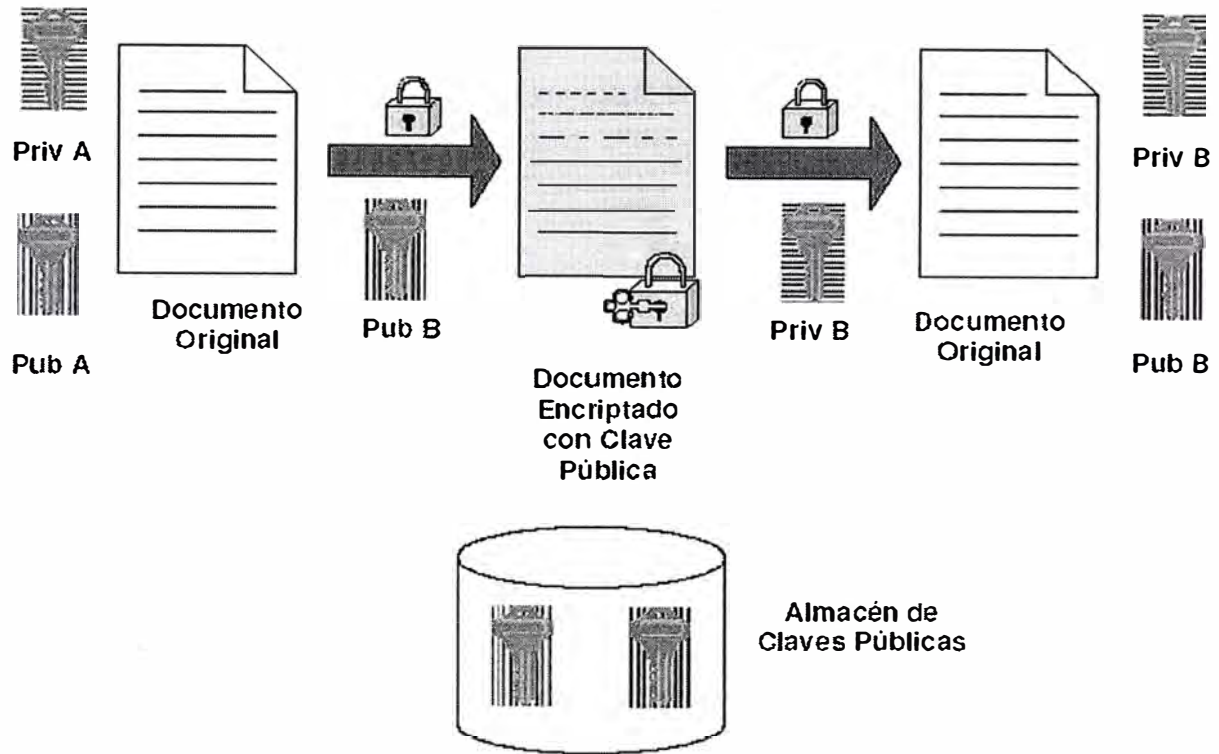 Priv A
Pub A
Documento
Original
Pub B
Documento
Encriptado
con Clave
Pública
Priv B
Documento
Original
Priv B
Pub B
Almacén de
Claves Públicas